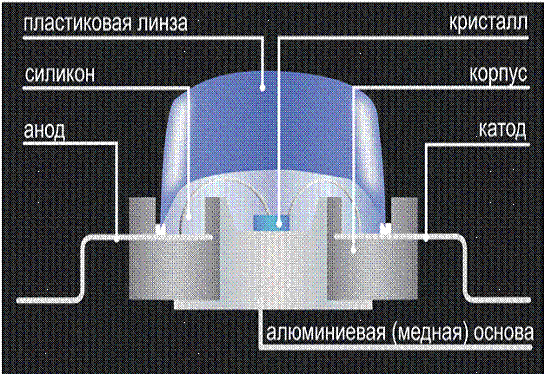 пластиковая линза
кристалл
силикон
корпус
анод
катод
алюминиевая (медная) основа